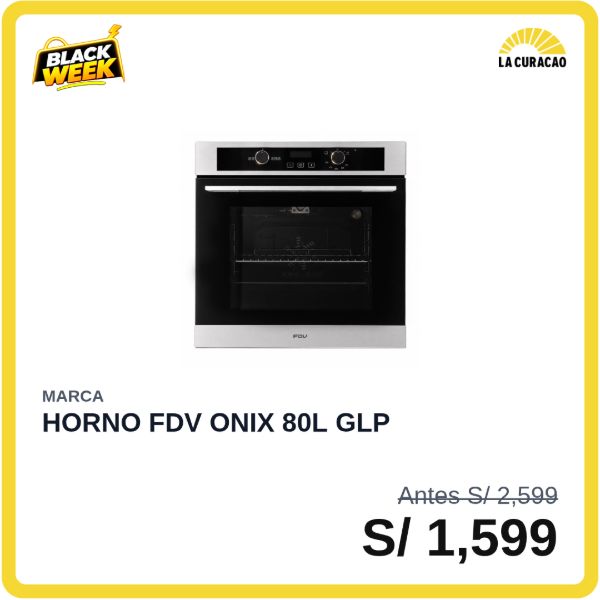 BLACK
WEEK
LA CURACAO
FDV
MARCA
HORNO FDV ONIX 80L GLP
Antes S/ 2,599
S/ 1,599